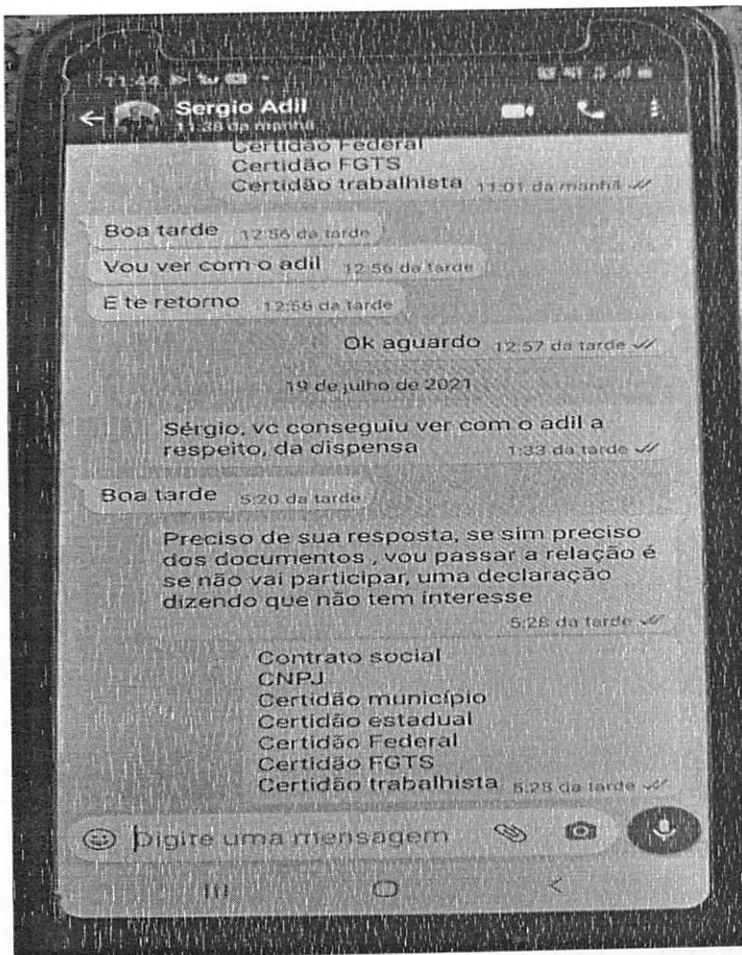 11:44
Sergio Adil
11:38 da manhã
Certidão Federal
Certidão FGTS
Certidão trabalhista 11:01 da manhã
Boa tarde 12:56 da tarde
Vou ver com o adil 12:56 da tarde
E te retorno 12:56 da tarde
Ok aguardo 12:57 da tarde
19 de julho de 2021
Sérgio, vc conseguiu ver com o adil a
respeito, da dispensa 1:33 da tarde
Boa tarde 5:20 da tarde
Preciso de sua resposta, se sim preciso
dos documentos , vou passar a relação é
se não vai participar, uma declaração
dizendo que não tem interesse
5:28 da tarde
Contrato social
CNPJ
Certidão município
Certidão estadual
Certidão Federal
Certidão FGTS
Certidão trabalhista 5:28 da tarde
Digite uma mensagem